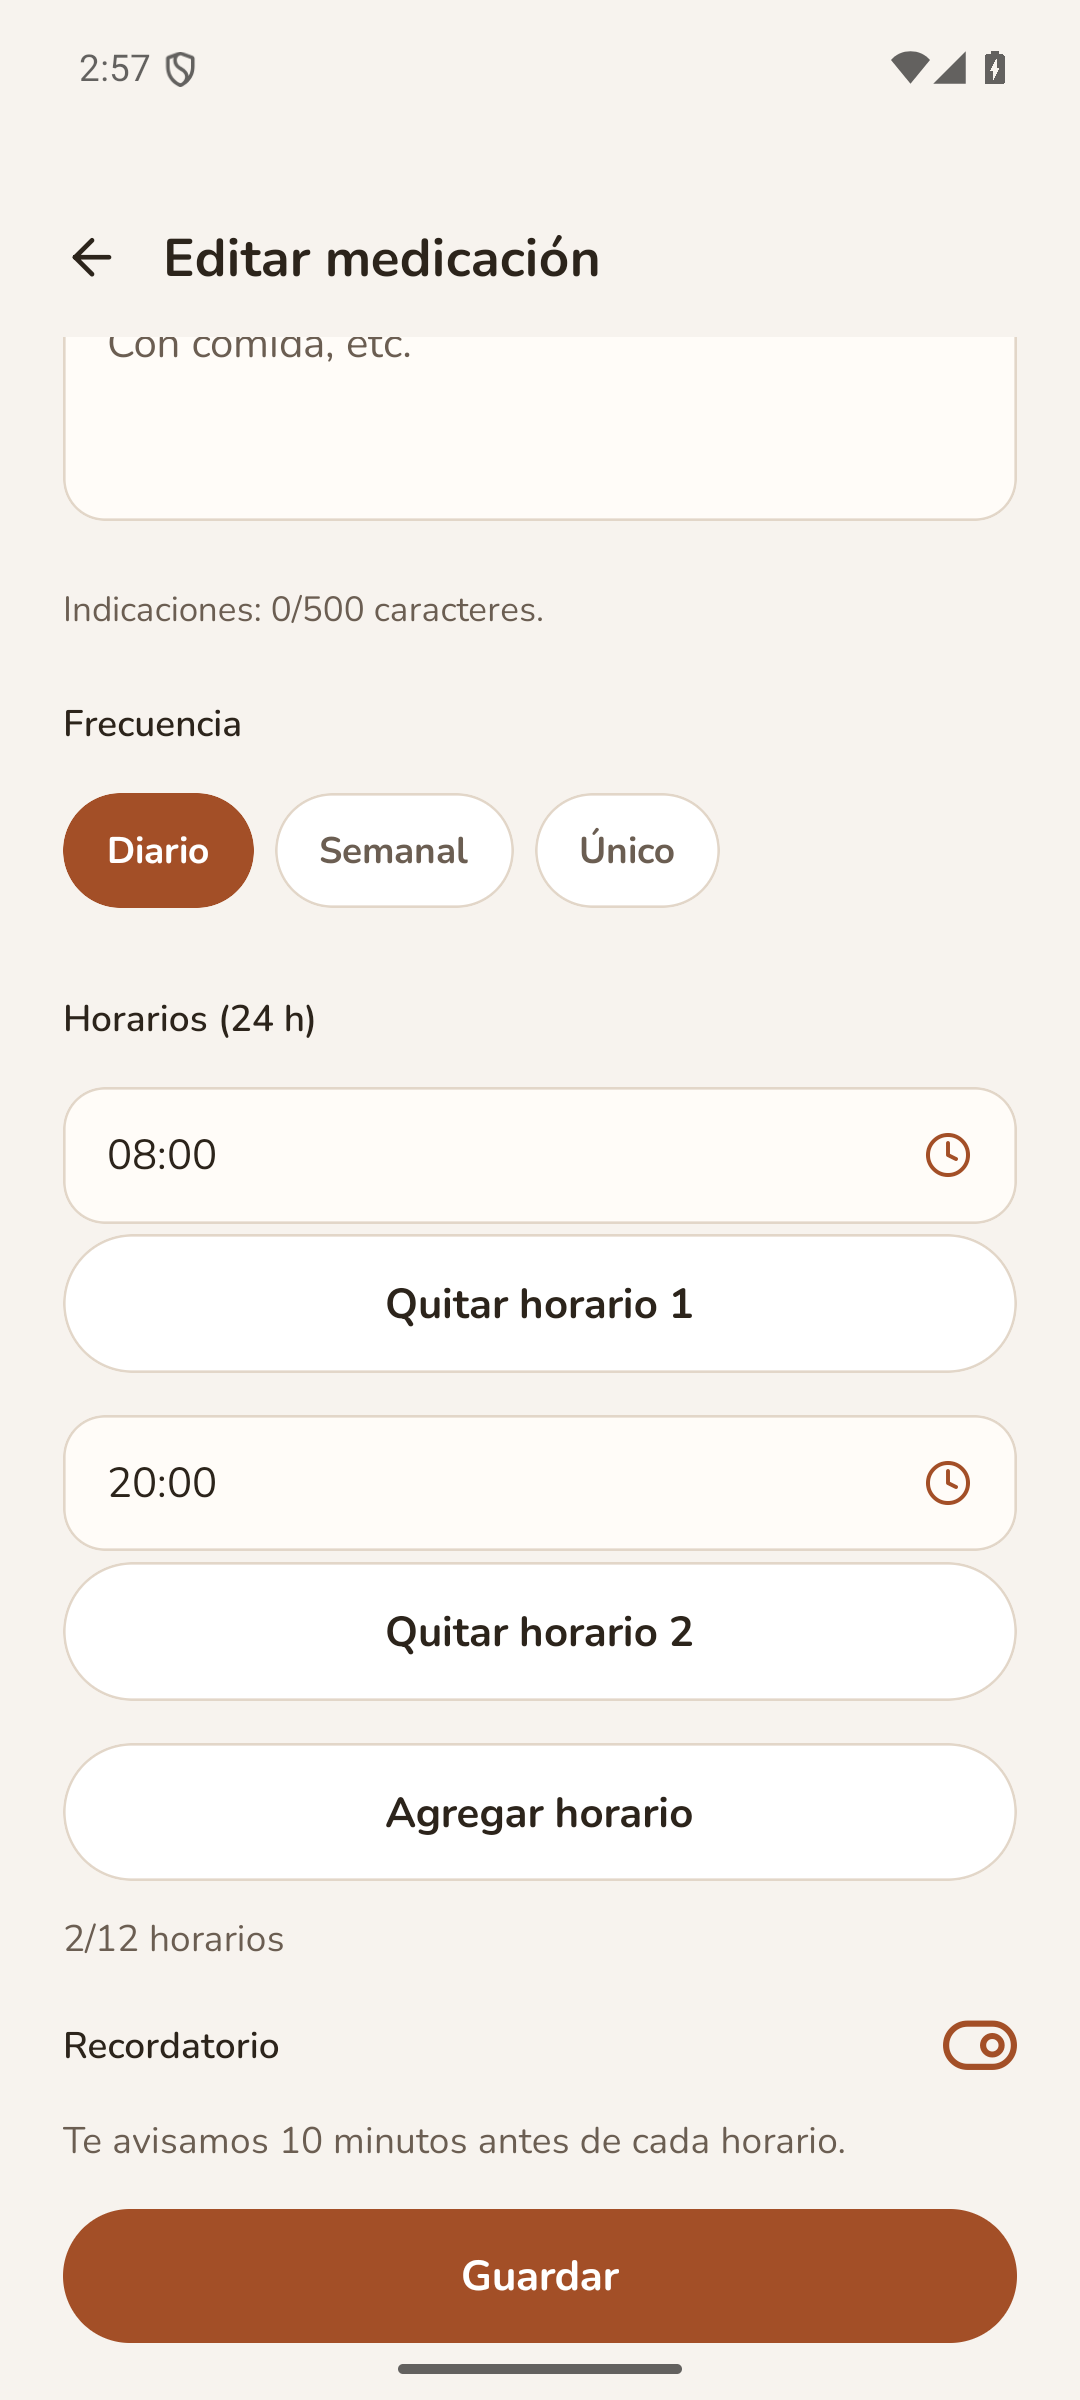 2:57
Editar medicación
Con comida, etc.
Indicaciones: 0/500 caracteres.
Frecuencia
Diario Semanal Único
Horarios (24 h)
08:00
Quitar horario 1
20:00
Quitar horario 2
Agregar horario
2/12 horarios
Recordatorio
Te avisamos 10 minutos antes de cada horario.
Guardar